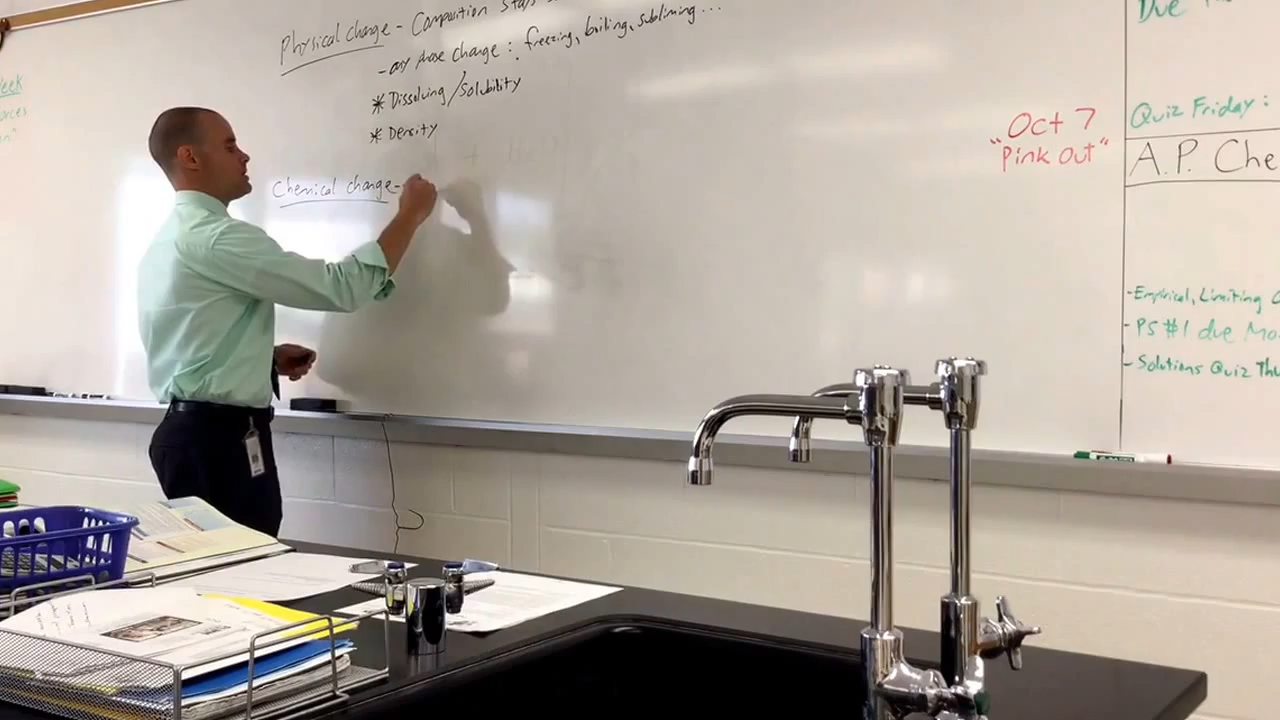 Physical change - Composition stays
- any phase change : freezing, boiling, subliming...
* Dissolving/solubility
* Density
Chemical change -
Week
Oct 7
"Pink Out"
Due
Quiz Friday :
A.P. Che
- Empirical, Limiting
- PS #1 due Mo
- Solutions Quiz Thu